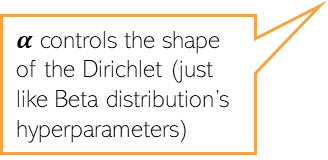 𝜶 controls the shape
of the Dirichlet (just
like Beta distribution's
hyperparameters)